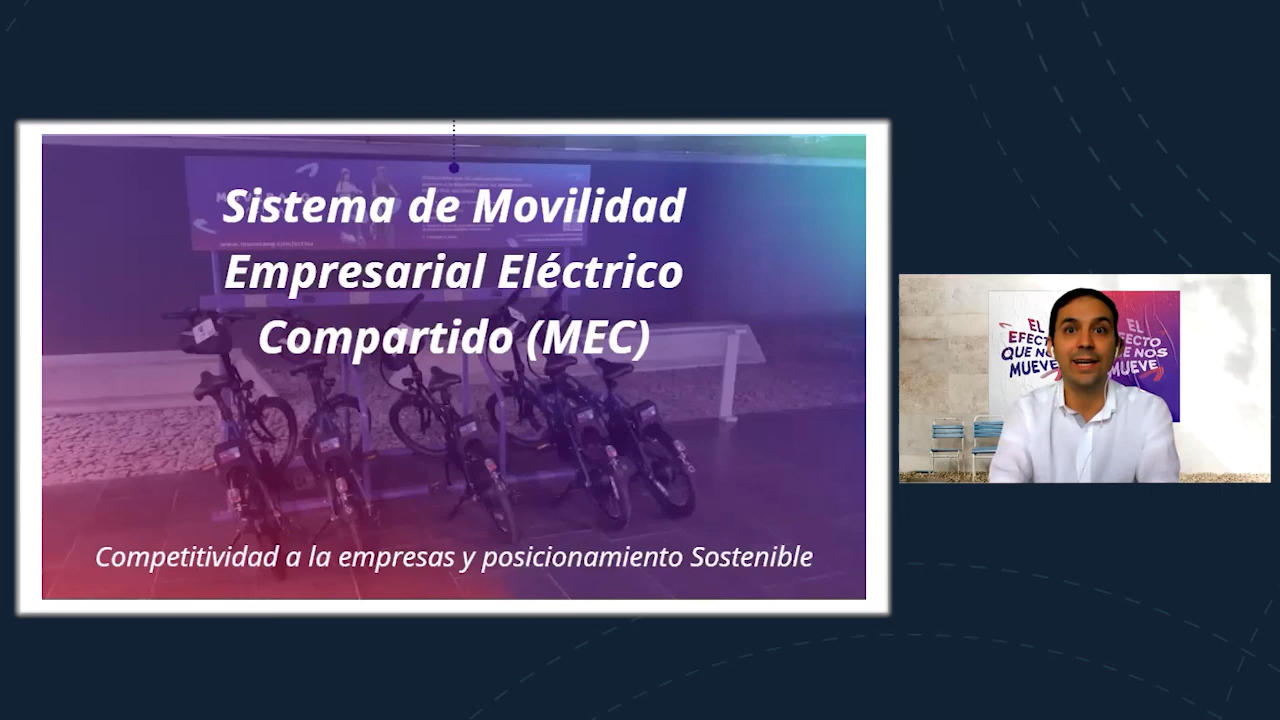 Sistema de Movilidad
Empresarial Eléctrico
Compartido (MEC)
Competitividad a la empresas y posicionamiento Sostenible
EL
EFECTO
QUE NOS
MUEVE
EL
EFECTO
QUE NOS
MUEVE